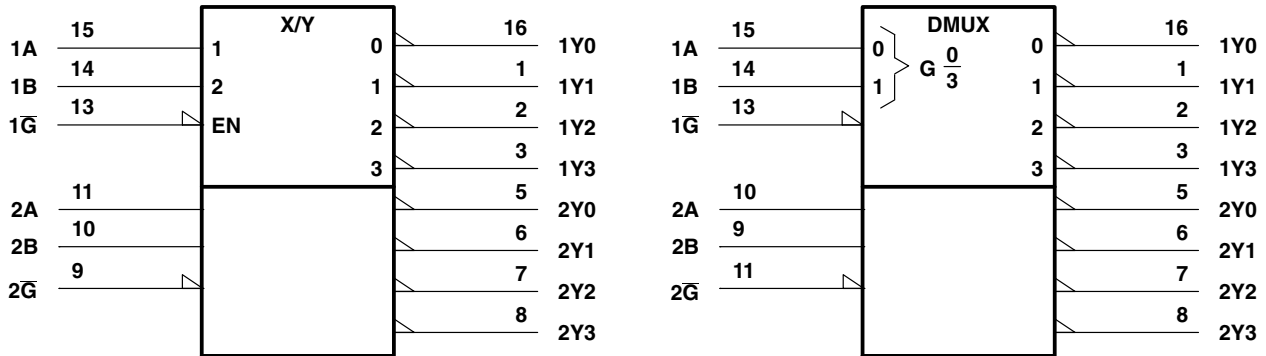 X/Y
15
1A
1
0
16
1Y0
14
1B
2
1
1
1Y1
13
1G̅
EN
2
2
1Y2
3
3
1Y3
11
2A
5
2Y0
10
2B
6
2Y1
9
2G̅
7
2Y2
8
2Y3
DMUX
15
1A
0
G 0/3
0
16
1Y0
14
1B
1
1
1
1Y1
13
1G̅
2
2
1Y2
3
3
1Y3
10
2A
5
2Y0
9
2B
6
2Y1
11
2G̅
7
2Y2
8
2Y3